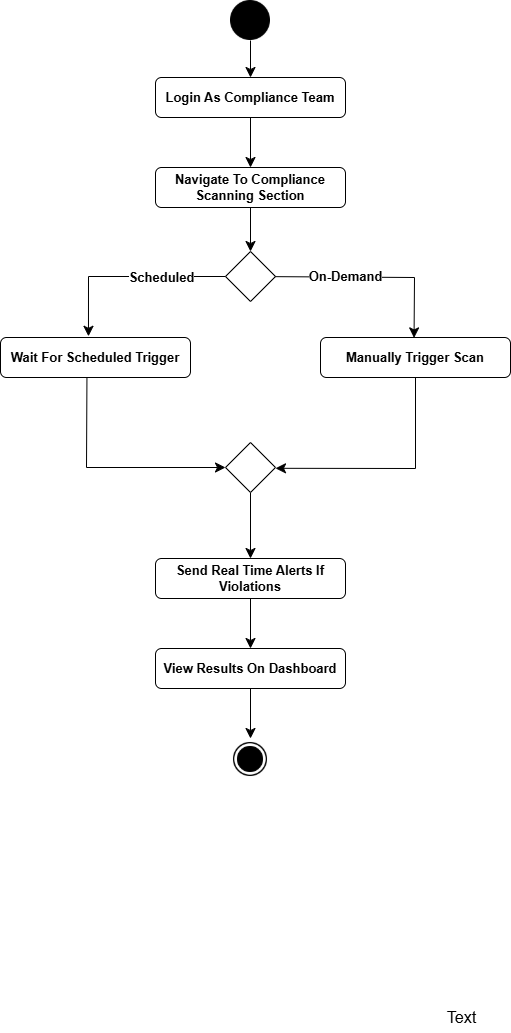 Login As Compliance Team
Navigate To Compliance
Scanning Section
Scheduled
On-Demand
Wait For Scheduled Trigger
Manually Trigger Scan
Send Real Time Alerts If
Violations
View Results On Dashboard
Text